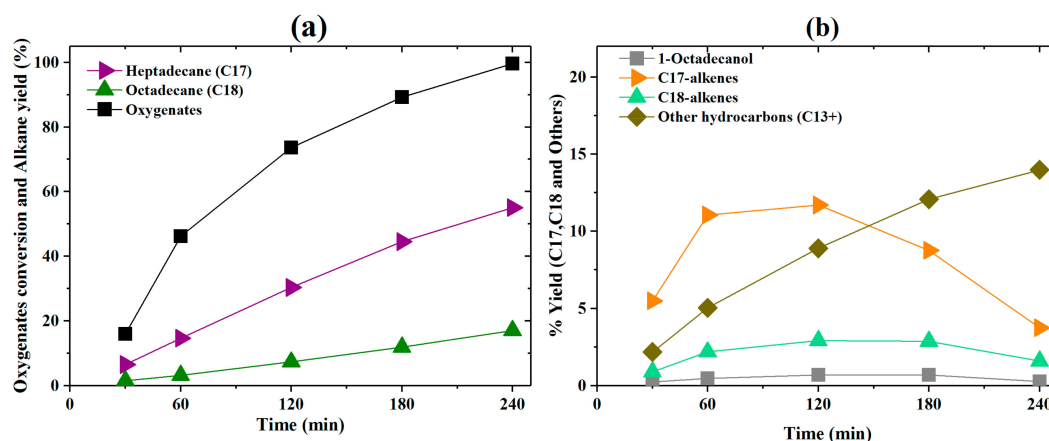 (a)
Oxygenates conversion and Alkane yield (%)
100
80
60
40
20
0
Heptadecane (C17)
Octadecane (C18)
Oxygenates
0 60 120 180 240
Time (min)
(b)
% Yield (C17,C18 and Others)
20
15
10
5
0
1-Octadecanol
C17-alkenes
C18-alkenes
Other hydrocarbons (C13+)
0 60 120 180 240
Time (min)